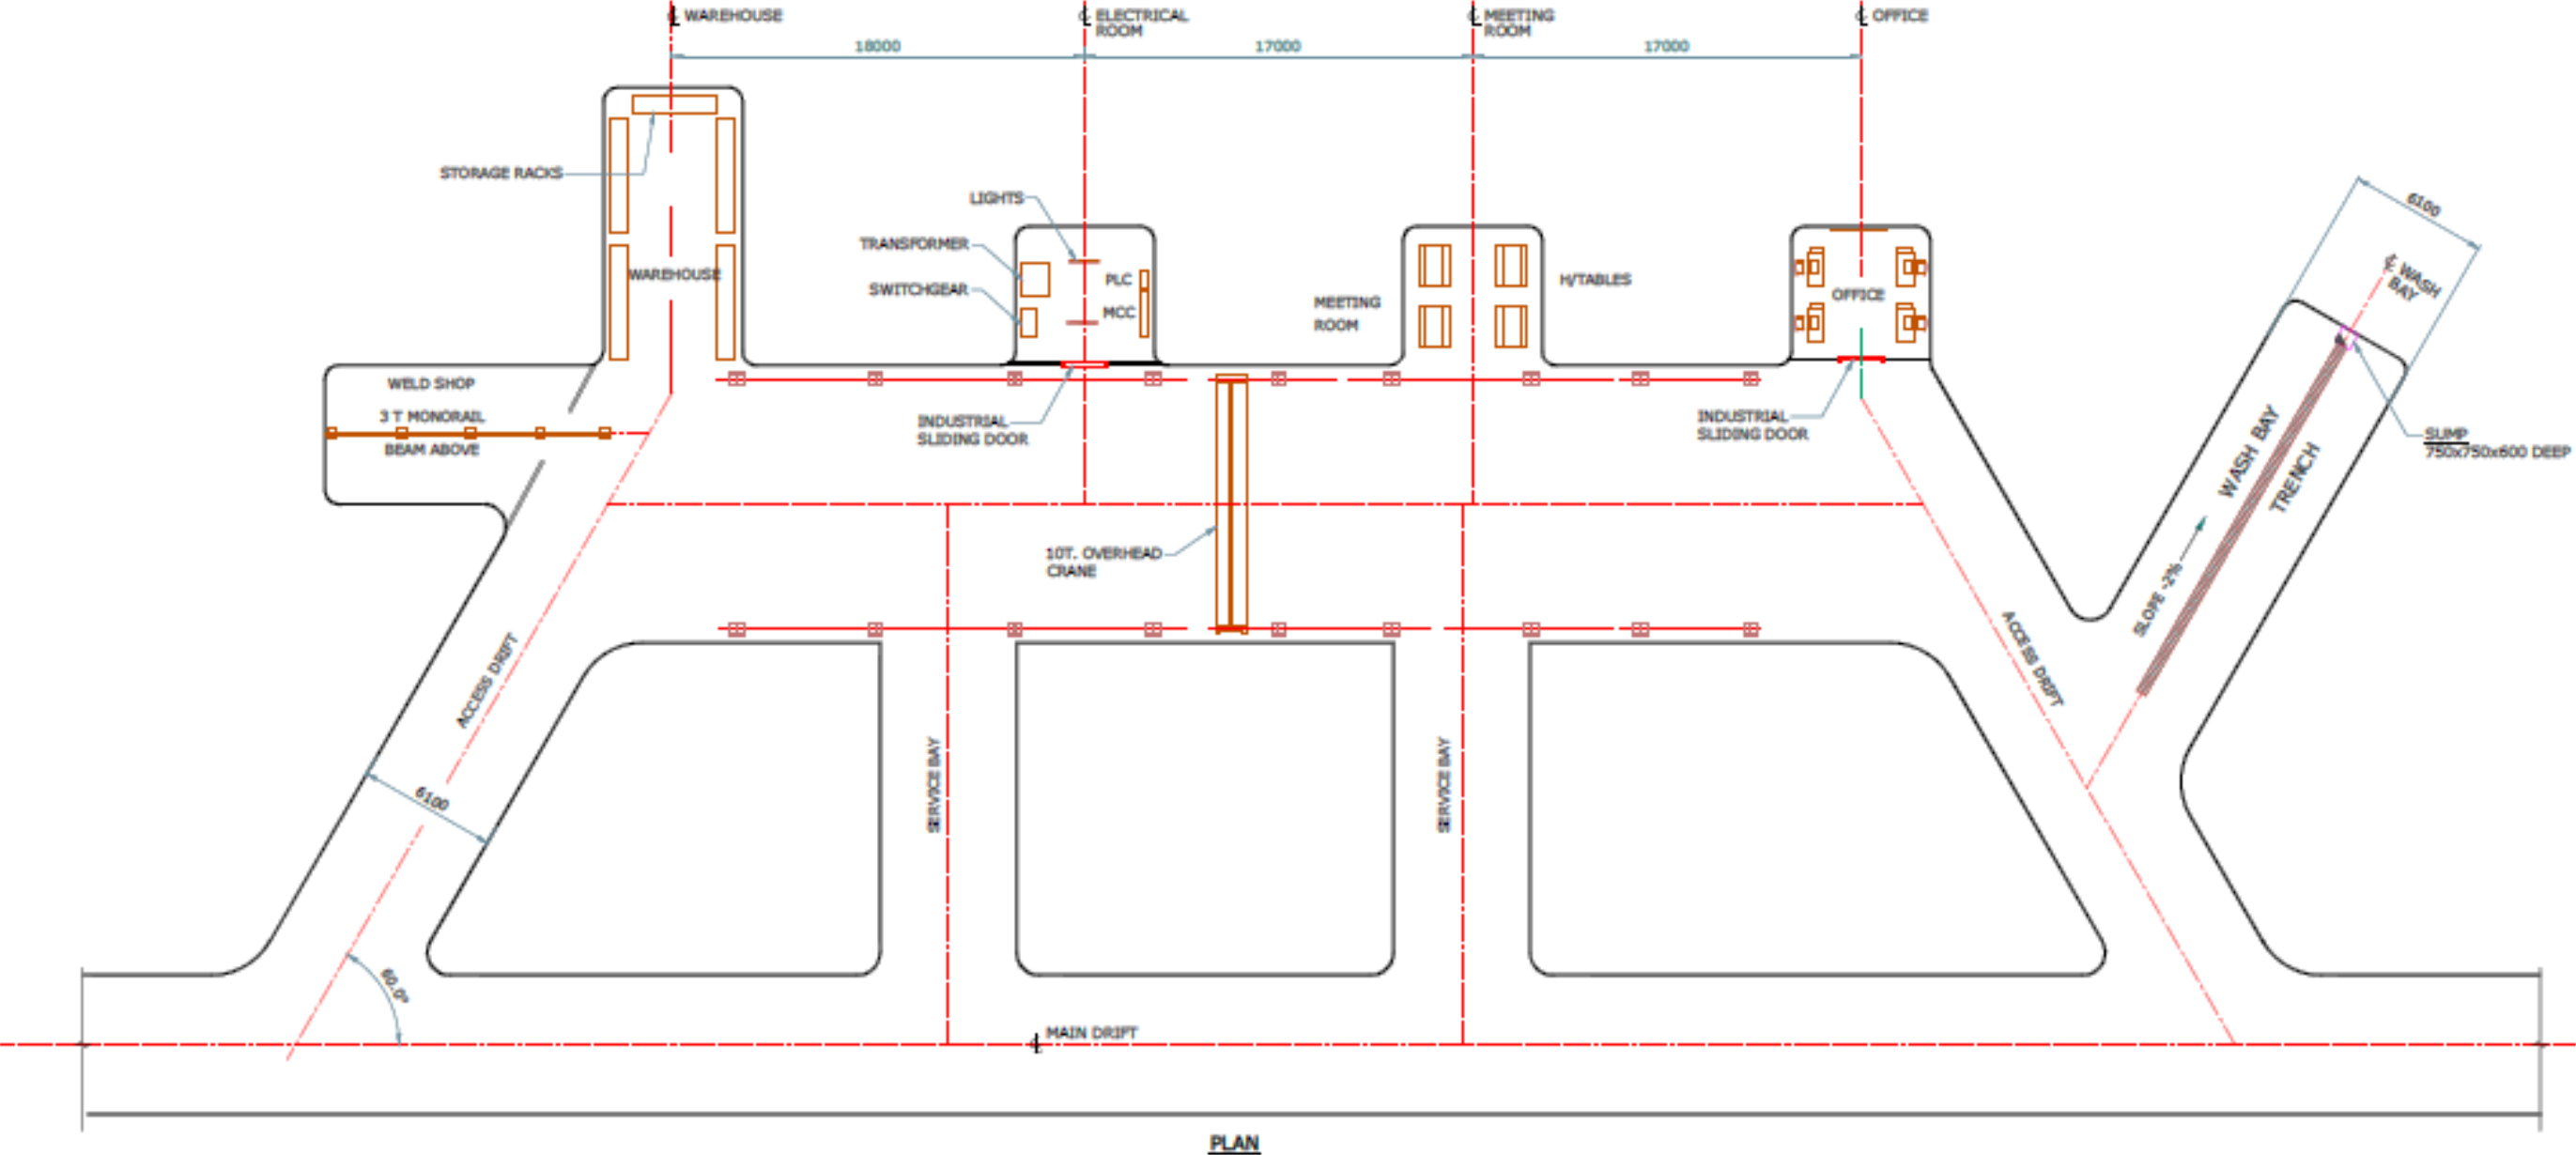 ℄ WAREHOUSE
℄ ELECTRICAL
ROOM
℄ MEETING
ROOM
℄ OFFICE
18000
17000
17000
STORAGE RACKS
LIGHTS
TRANSFORMER
SWITCHGEAR
PLC
MCC
WAREHOUSE
MEETING
ROOM
H/TABLES
OFFICE
6100
℄ WASH
BAY
WELD SHOP
3 T MONORAIL
BEAM ABOVE
INDUSTRIAL
SLIDING DOOR
INDUSTRIAL
SLIDING DOOR
WASH BAY
TRENCH
SUMP
750x750x600 DEEP
SLOPE -2%
10T. OVERHEAD
CRANE
ACCESS DRIFT
ACCESS DRIFT
SERVICE BAY
SERVICE BAY
6100
60.0°
℄ MAIN DRIFT
PLAN